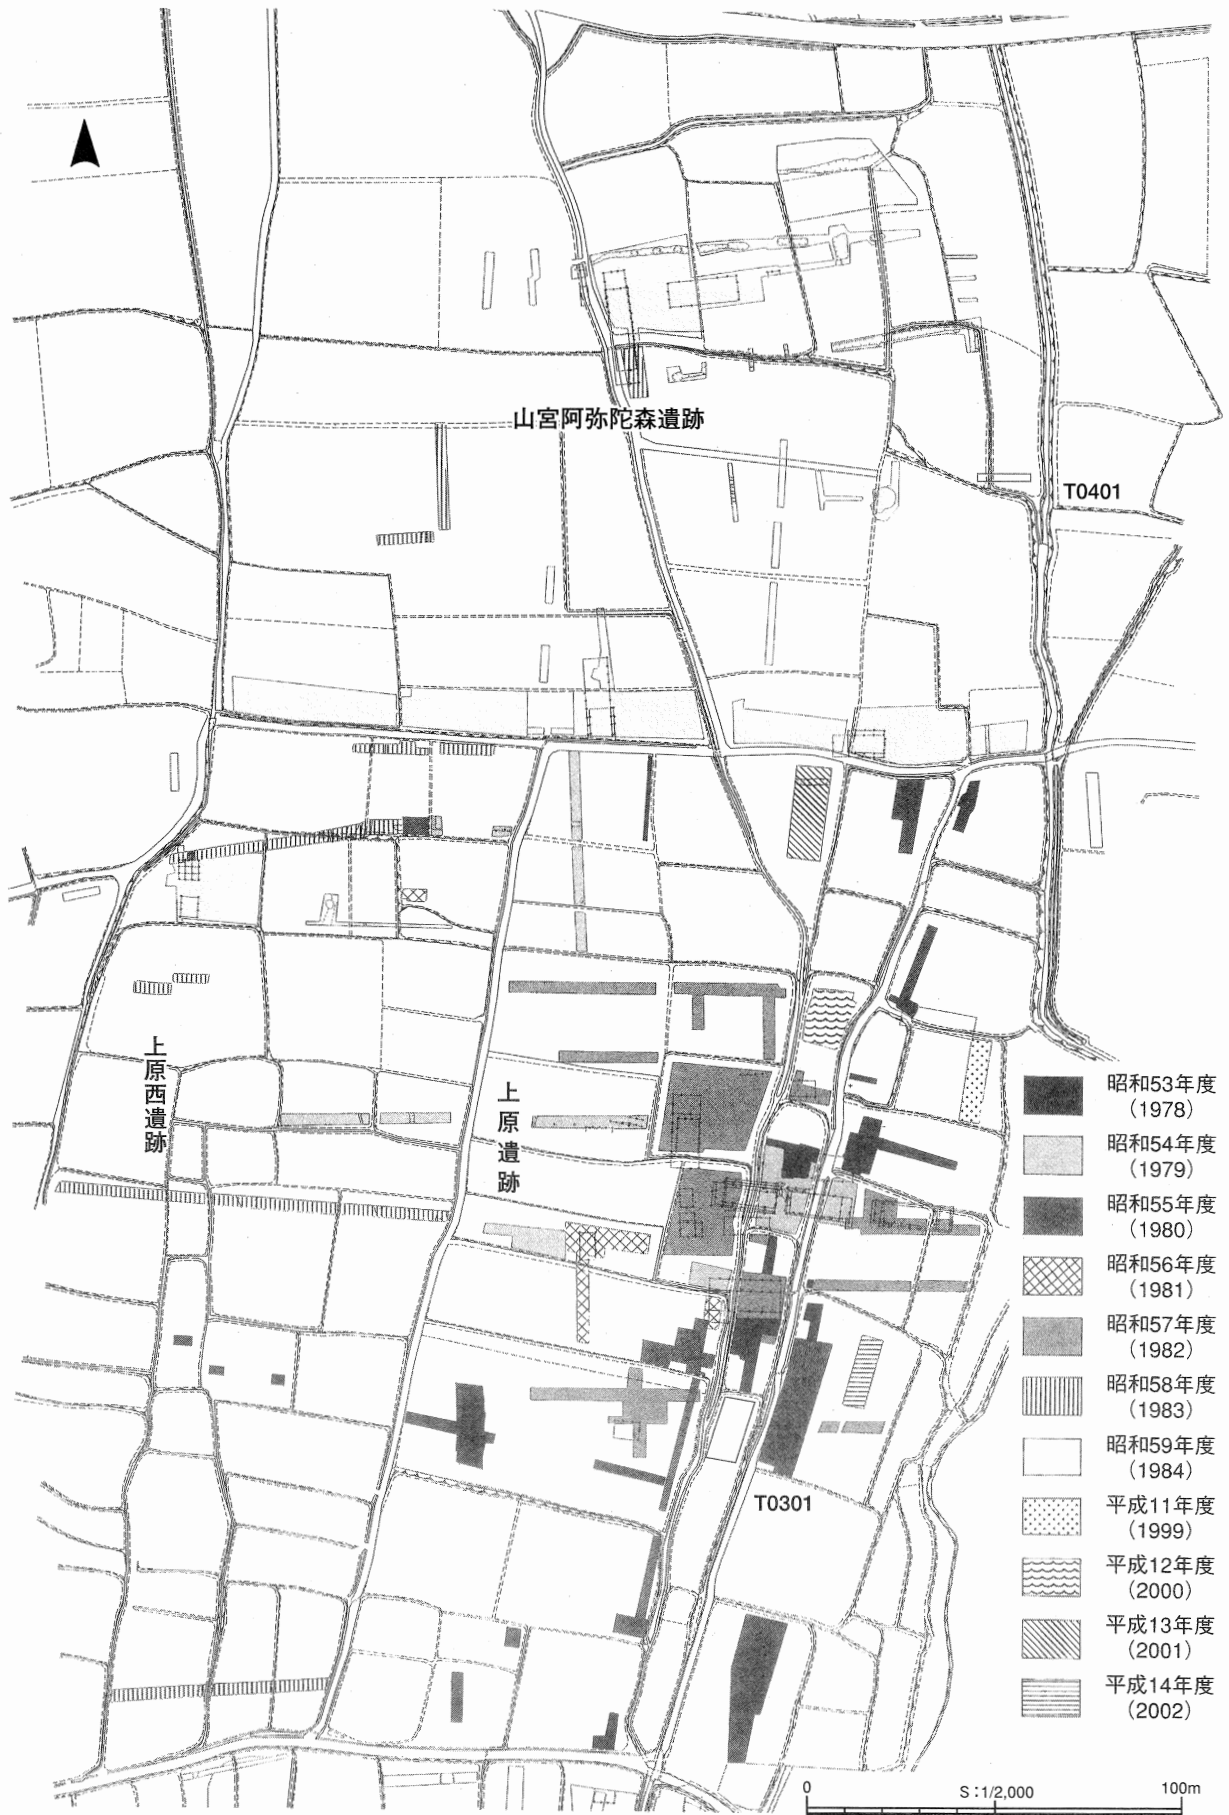 山宮阿弥陀森遺跡
T0401
上原西遺跡
上原遺跡
昭和53年度
（1978）
昭和54年度
（1979）
昭和55年度
（1980）
昭和56年度
（1981）
昭和57年度
（1982）
昭和58年度
（1983）
昭和59年度
（1984）
平成11年度
（1999）
平成12年度
（2000）
平成13年度
（2001）
平成14年度
（2002）
T0301
0 S:1/2,000 100m